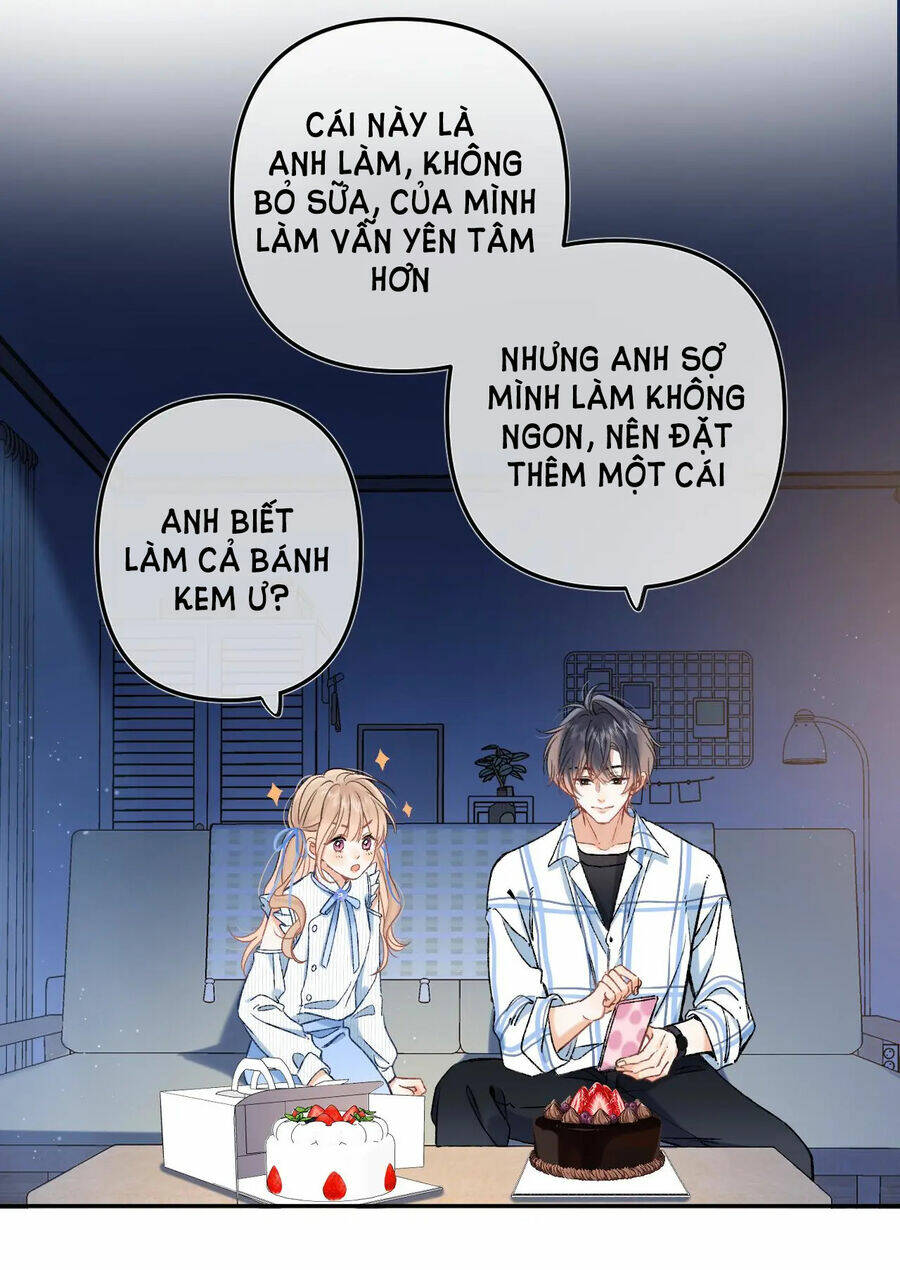 CÁI NÀY LÀ
ANH LÀM, KHÔNG
BỎ SỮA, CỦA MÌNH
LÀM VẪN YÊN TÂM
HƠN
NHƯNG ANH SỢ
MÌNH LÀM KHÔNG
NGON, NÊN ĐẶT
THÊM MỘT CÁI
ANH BIẾT
LÀM CẢ BÁNH
KEM Ư?